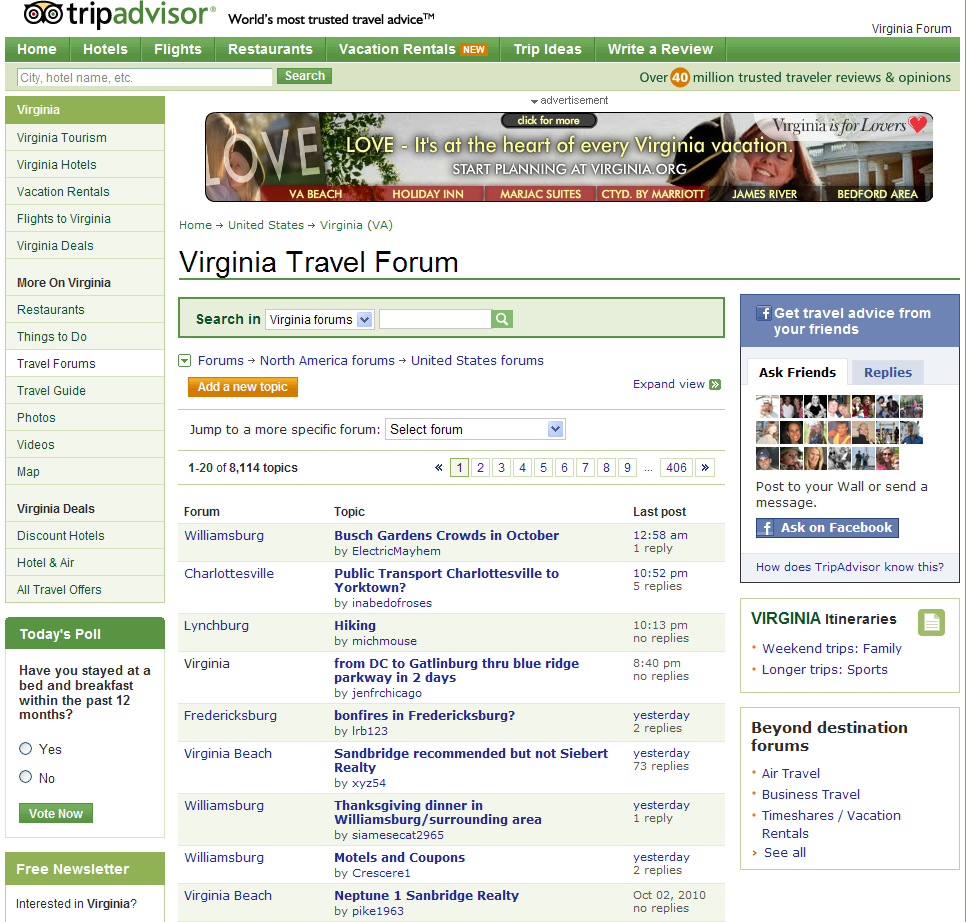 tripadvisor® World's most trusted travel advice™
Virginia Forum
Home Hotels Flights Restaurants Vacation Rentals NEW Trip Ideas Write a Review
City, hotel name, etc. Search Over 40 million trusted traveler reviews & opinions
Virginia
Virginia Tourism
Virginia Hotels
Vacation Rentals
Flights to Virginia
Virginia Deals
More On Virginia
Restaurants
Things to Do
Travel Forums
Travel Guide
Photos
Videos
Map
Virginia Deals
Discount Hotels
Hotel & Air
All Travel Offers
Today's Poll
Have you stayed at a
bed and breakfast
within the past 12
months?
Yes
No
Vote Now
Free Newsletter
Interested in Virginia?
advertisement
click for more
Virginia is for Lovers
LOVE
LOVE - It's at the heart of every Virginia vacation.
START PLANNING AT VIRGINIA.ORG
VA BEACH HOLIDAY INN MARJAC SUITES CTYD. BY MARRIOTT JAMES RIVER BEDFORD AREA
Home → United States → Virginia (VA)
Virginia Travel Forum
Search in Virginia forums
Forums → North America forums → United States forums
Add a new topic Expand view »
Jump to a more specific forum: Select forum
1-20 of 8,114 topics « 1 2 3 4 5 6 7 8 9 ... 406 »
Forum Topic Last post
Williamsburg Busch Gardens Crowds in October 12:58 am
by ElectricMayhem 1 reply
Charlottesville Public Transport Charlottesville to 10:52 pm
Yorktown? 5 replies
by inabedofroses
Lynchburg Hiking 10:13 pm
by michmouse no replies
Virginia from DC to Gatlinburg thru blue ridge 8:40 pm
parkway in 2 days no replies
by jenfrchicago
Fredericksburg bonfires in Fredericksburg? yesterday
by lrb123 2 replies
Virginia Beach Sandbridge recommended but not Siebert yesterday
Realty 73 replies
by xyz54
Williamsburg Thanksgiving dinner in yesterday
Williamsburg/surrounding area 1 reply
by siamesecat2965
Williamsburg Motels and Coupons yesterday
by Crescere1 2 replies
Virginia Beach Neptune 1 Sanbridge Realty Oct 02, 2010
by pike1963 no replies
f Get travel advice from
your friends
Ask Friends Replies
Post to your Wall or send a
message.
f Ask on Facebook
How does TripAdvisor know this?
VIRGINIA Itineraries
Weekend trips: Family
Longer trips: Sports
Beyond destination
forums
Air Travel
Business Travel
Timeshares / Vacation
Rentals
See all